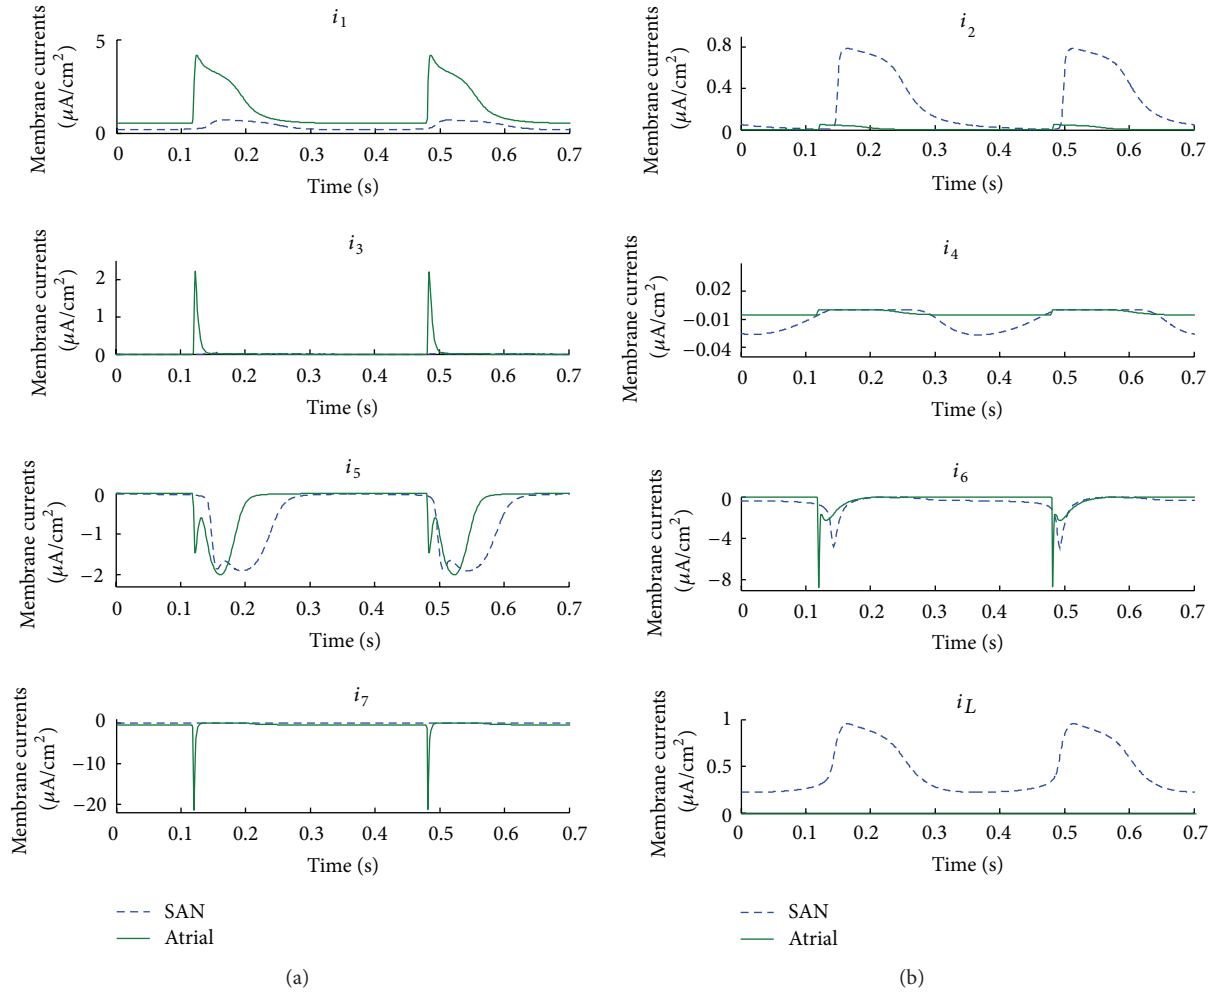 i1
Membrane currents
(μA/cm2)
5
0
0 0.1 0.2 0.3 0.4 0.5 0.6 0.7
Time (s)
i3
Membrane currents
(μA/cm2)
2
1
0
0 0.1 0.2 0.3 0.4 0.5 0.6 0.7
Time (s)
i5
Membrane currents
(μA/cm2)
0
−1
−2
0 0.1 0.2 0.3 0.4 0.5 0.6 0.7
Time (s)
i7
Membrane currents
(μA/cm2)
0
−10
−20
0 0.1 0.2 0.3 0.4 0.5 0.6 0.7
Time (s)
SAN
Atrial
(a)
i2
Membrane currents
(μA/cm2)
0.8
0.4
0
0 0.1 0.2 0.3 0.4 0.5 0.6 0.7
Time (s)
i4
Membrane currents
(μA/cm2)
0.02
−0.01
−0.04
0 0.1 0.2 0.3 0.4 0.5 0.6 0.7
Time (s)
i6
Membrane currents
(μA/cm2)
0
−4
−8
0 0.1 0.2 0.3 0.4 0.5 0.6 0.7
Time (s)
iL
Membrane currents
(μA/cm2)
1
0.5
0
0 0.1 0.2 0.3 0.4 0.5 0.6 0.7
Time (s)
SAN
Atrial
(b)